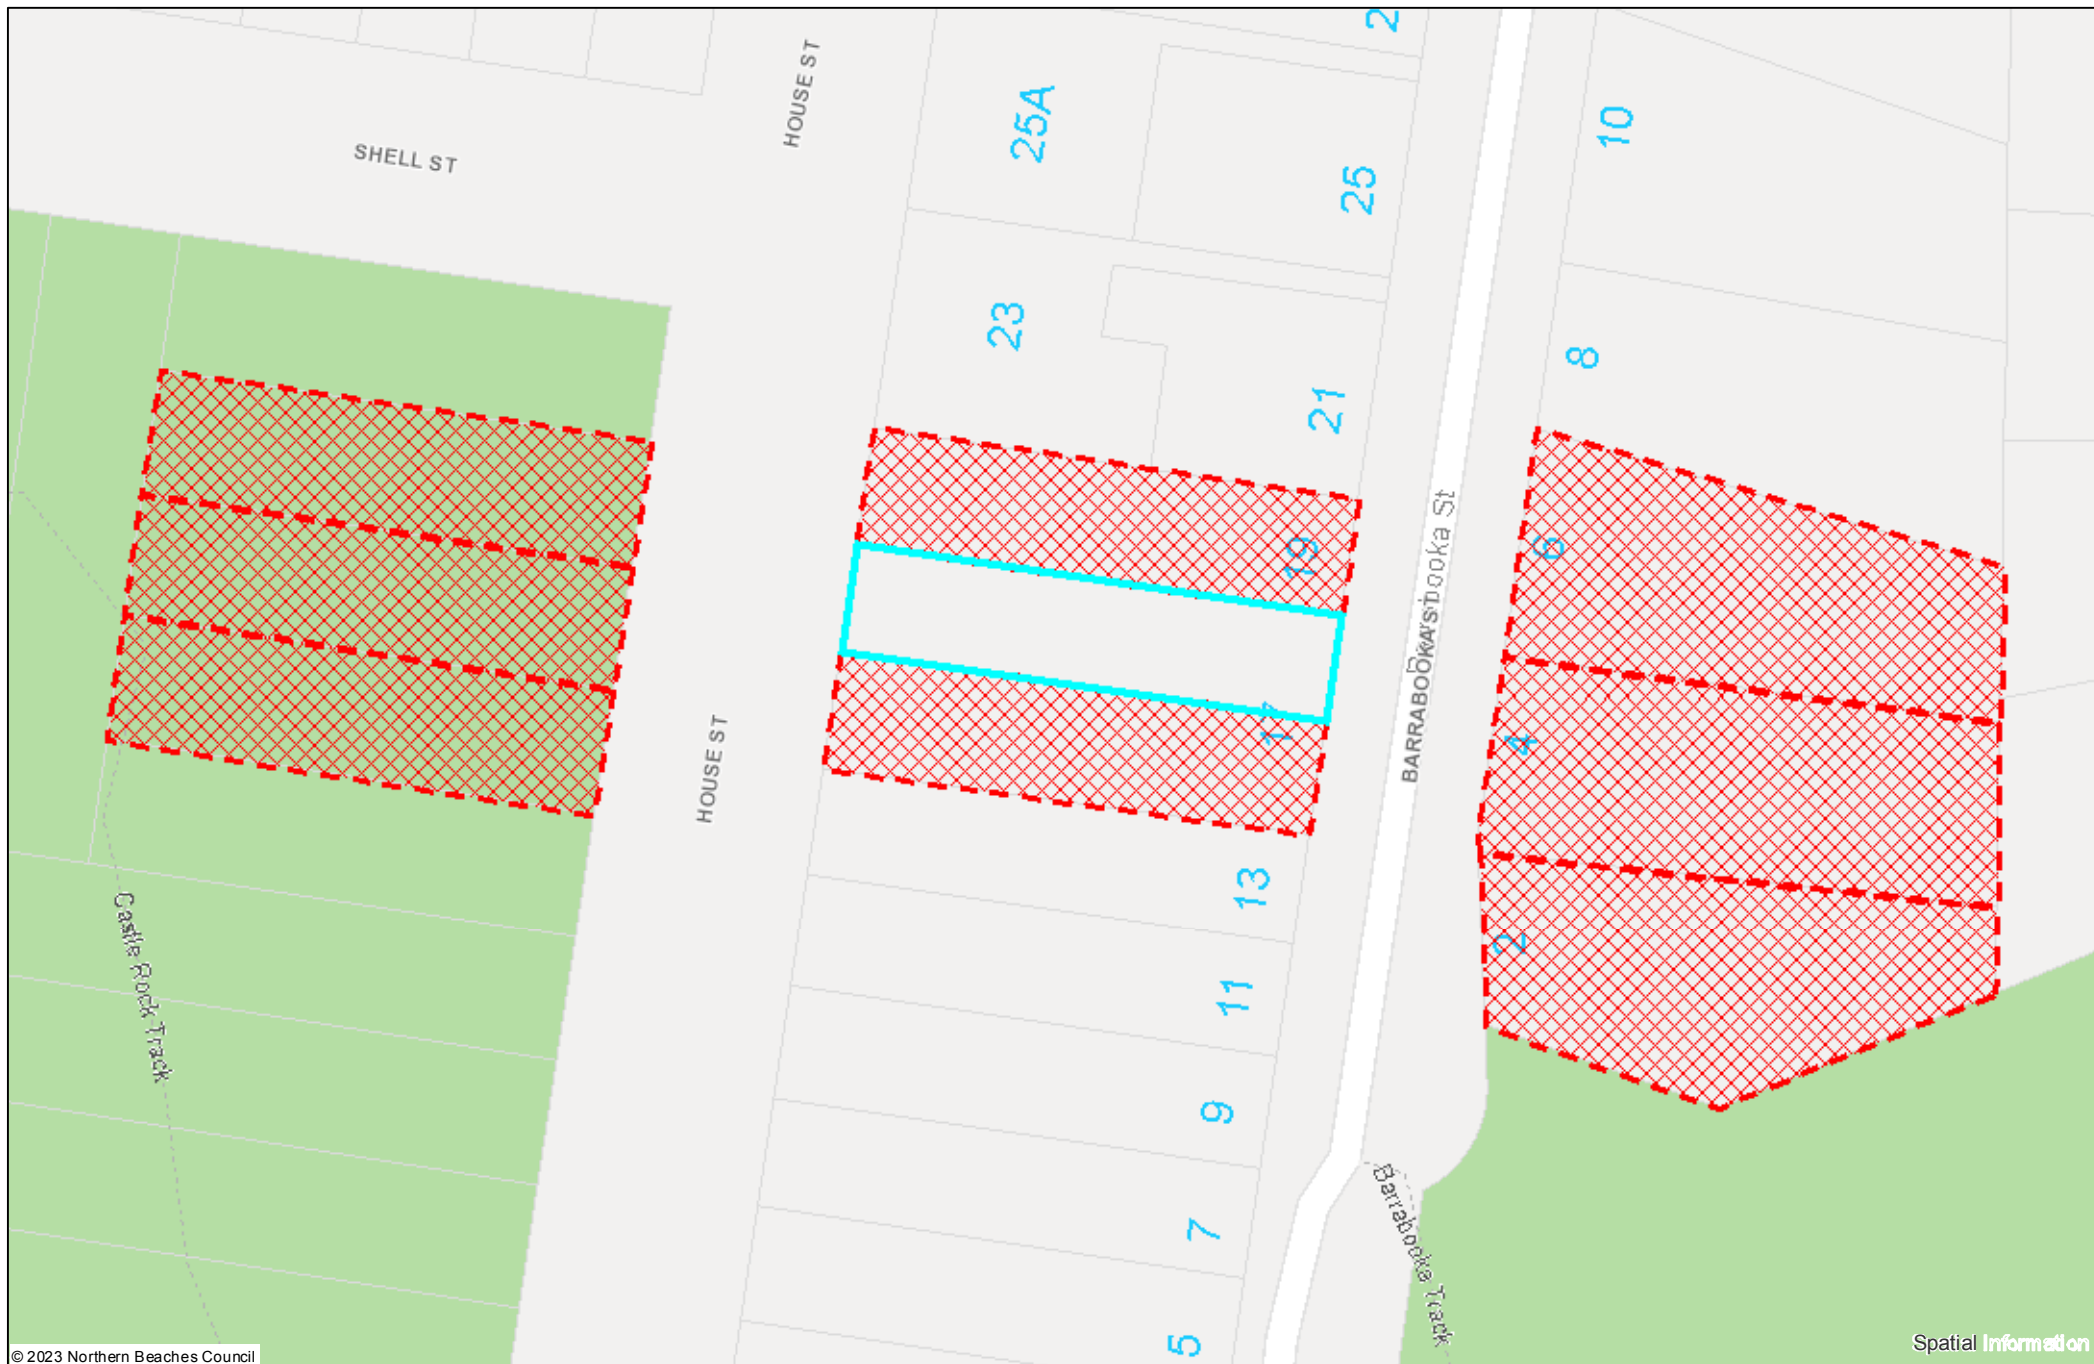 2
HOUSE ST
25A
10
SHELL ST
25
23
8
21
19
6
Barrabooka St
BARRABOOKA ST
17
4
HOUSE ST
13
2
Castle Rock Track
11
9
Barrabooka Track
7
5
Spatial Information
© 2023 Northern Beaches Council